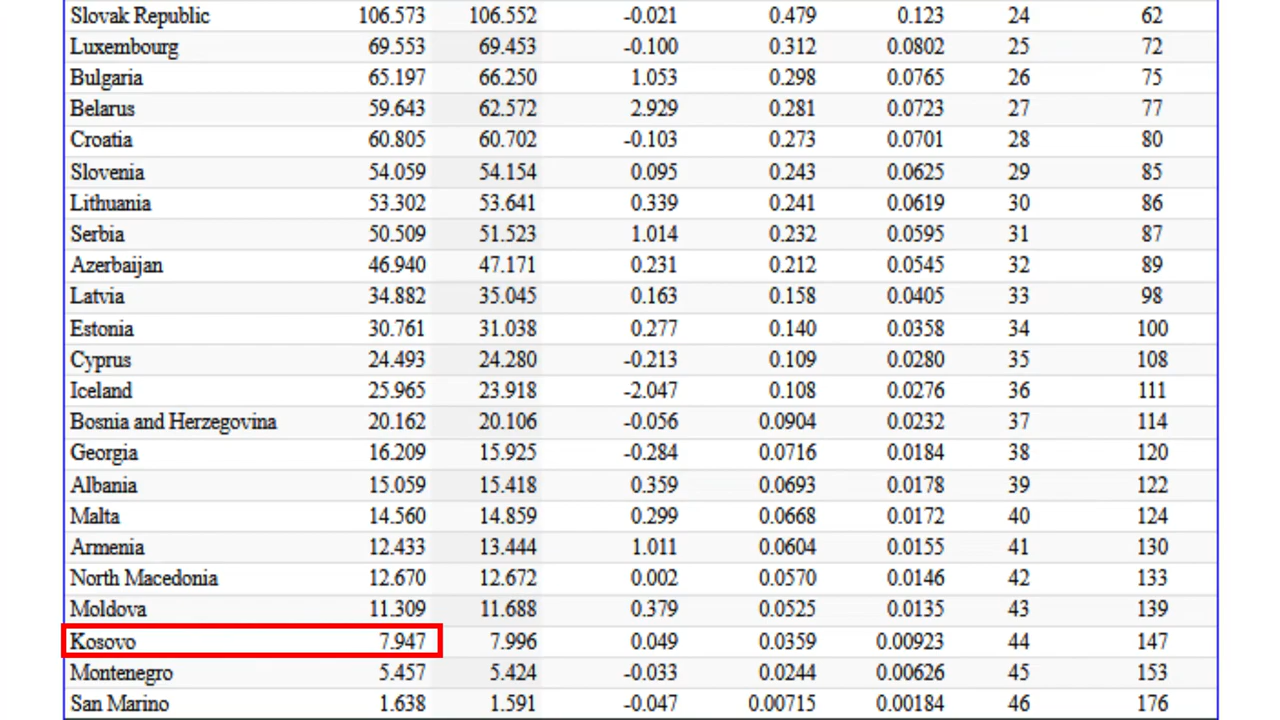 Slovak Republic 106.573 106.552 -0.021 0.479 0.123 24 62
Luxembourg 69.553 69.453 -0.100 0.312 0.0802 25 72
Bulgaria 65.197 66.250 1.053 0.298 0.0765 26 75
Belarus 59.643 62.572 2.929 0.281 0.0723 27 77
Croatia 60.805 60.702 -0.103 0.273 0.0701 28 80
Slovenia 54.059 54.154 0.095 0.243 0.0625 29 85
Lithuania 53.302 53.641 0.339 0.241 0.0619 30 86
Serbia 50.509 51.523 1.014 0.232 0.0595 31 87
Azerbaijan 46.940 47.171 0.231 0.212 0.0545 32 89
Latvia 34.882 35.045 0.163 0.158 0.0405 33 98
Estonia 30.761 31.038 0.277 0.140 0.0358 34 100
Cyprus 24.493 24.280 -0.213 0.109 0.0280 35 108
Iceland 25.965 23.918 -2.047 0.108 0.0276 36 111
Bosnia and Herzegovina 20.162 20.106 -0.056 0.0904 0.0232 37 114
Georgia 16.209 15.925 -0.284 0.0716 0.0184 38 120
Albania 15.059 15.418 0.359 0.0693 0.0178 39 122
Malta 14.560 14.859 0.299 0.0668 0.0172 40 124
Armenia 12.433 13.444 1.011 0.0604 0.0155 41 130
North Macedonia 12.670 12.672 0.002 0.0570 0.0146 42 133
Moldova 11.309 11.688 0.379 0.0525 0.0135 43 139
Kosovo 7.947 7.996 0.049 0.0359 0.00923 44 147
Montenegro 5.457 5.424 -0.033 0.0244 0.00626 45 153
San Marino 1.638 1.591 -0.047 0.00715 0.00184 46 176